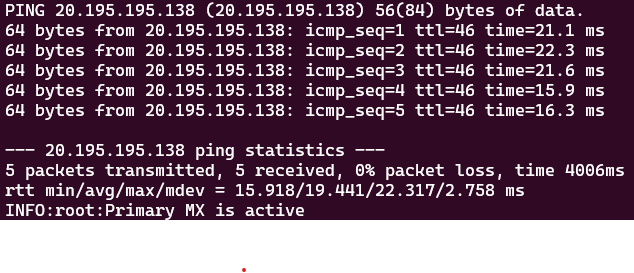 PING 20.195.195.138 (20.195.195.138) 56(84) bytes of data.
64 bytes from 20.195.195.138: icmp_seq=1 ttl=46 time=21.1 ms
64 bytes from 20.195.195.138: icmp_seq=2 ttl=46 time=22.3 ms
64 bytes from 20.195.195.138: icmp_seq=3 ttl=46 time=21.6 ms
64 bytes from 20.195.195.138: icmp_seq=4 ttl=46 time=15.9 ms
64 bytes from 20.195.195.138: icmp_seq=5 ttl=46 time=16.3 ms
--- 20.195.195.138 ping statistics ---
5 packets transmitted, 5 received, 0% packet loss, time 4006ms
rtt min/avg/max/mdev = 15.918/19.441/22.317/2.758 ms
INFO:root:Primary MX is active